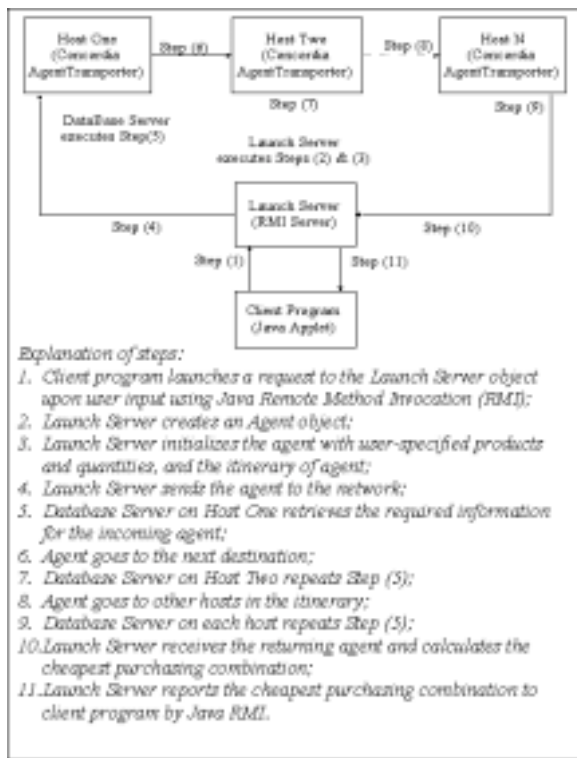 Host One
(Concordia
AgentTransporter)
Step (6)
Host Two
(Concordia
AgentTransporter)
Step (8)
Host N
(Concordia
AgentTransporter)
Step (7)
Step (9)
DataBase Server
executes Step(5)
Launch Server
executes Steps (2) & (3)
Launch Server
(RMI Server)
Step (4)
Step (10)
Step (1)
Step (11)
Client Program
(Java Applet)
Explanation of steps:
1. Client program launches a request to the Launch Server object
upon user input using Java Remote Method Invocation (RMI);
2. Launch Server creates an Agent object;
3. Launch Server initializes the agent with user-specified products
and quantities, and the itinerary of agent;
4. Launch Server sends the agent to the network;
5. Database Server on Host One retrieves the required information
for the incoming agent;
6. Agent goes to the next destination;
7. Database Server on Host Two repeats Step (5);
8. Agent goes to other hosts in the itinerary;
9. Database Server on each host repeats Step (5);
10.Launch Server receives the returning agent and calculates the
cheapest purchasing combination;
11.Launch Server reports the cheapest purchasing combination to
client program by Java RMI.